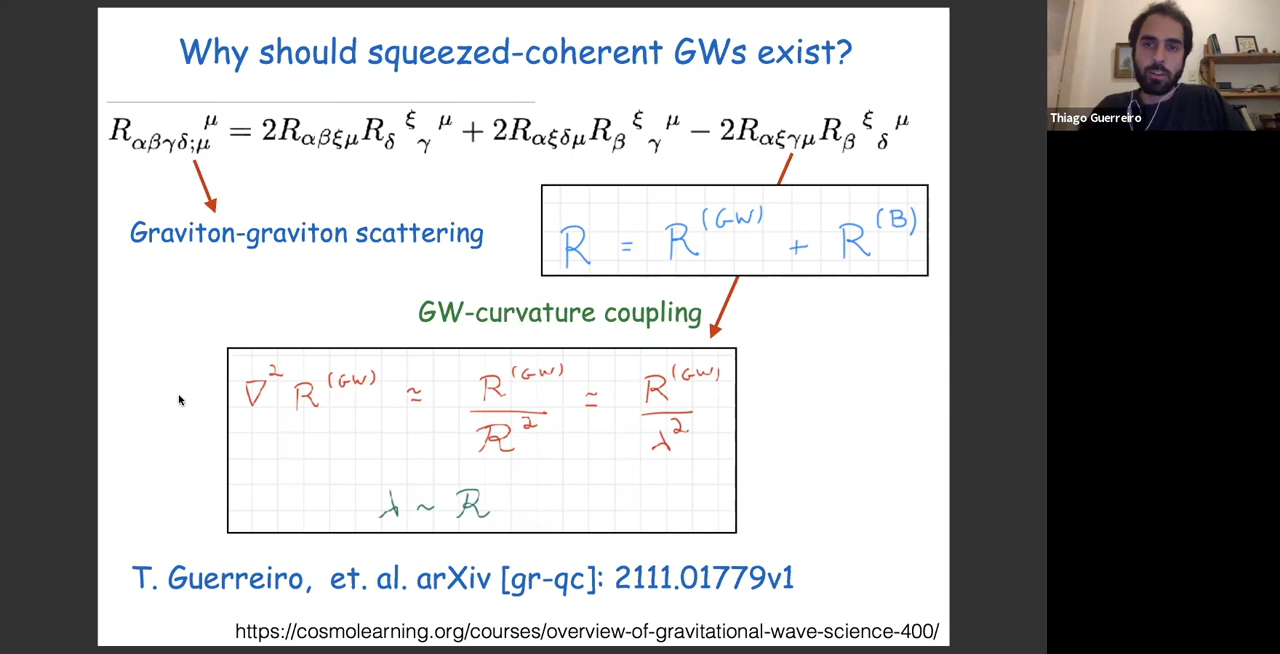 Why should squeezed-coherent GWs exist?
R_{αβγδ;μ}{}^{μ} = 2R_{αβξμ}R_{δ}{}^{ξ}{}_{γ}{}^{μ} + 2R_{αξδμ}R_{β}{}^{ξ}{}_{γ}{}^{μ} − 2R_{αξγμ}R_{β}{}^{ξ}{}_{δ}{}^{μ}
Thiago Guerreiro
Graviton-graviton scattering
R = R^{(GW)} + R^{(B)}
GW-curvature coupling
∇² R^{(GW)} ≃ R^{(GW)} / ℛ² ≃ R^{(GW)} / λ²
λ ~ ℛ
T. Guerreiro, et. al. arXiv [gr-qc]: 2111.01779v1
https://cosmolearning.org/courses/overview-of-gravitational-wave-science-400/